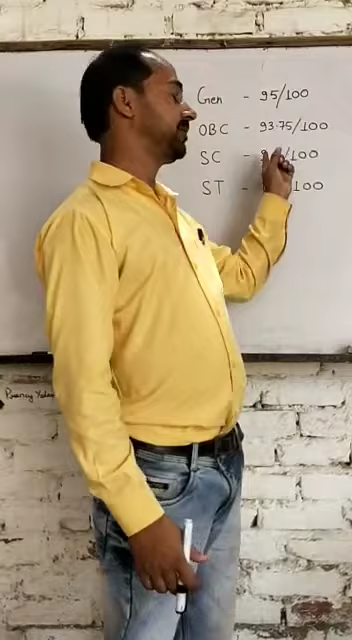 Gen - 95/100
OBC - 93.75/100
SC - /100
ST - 100